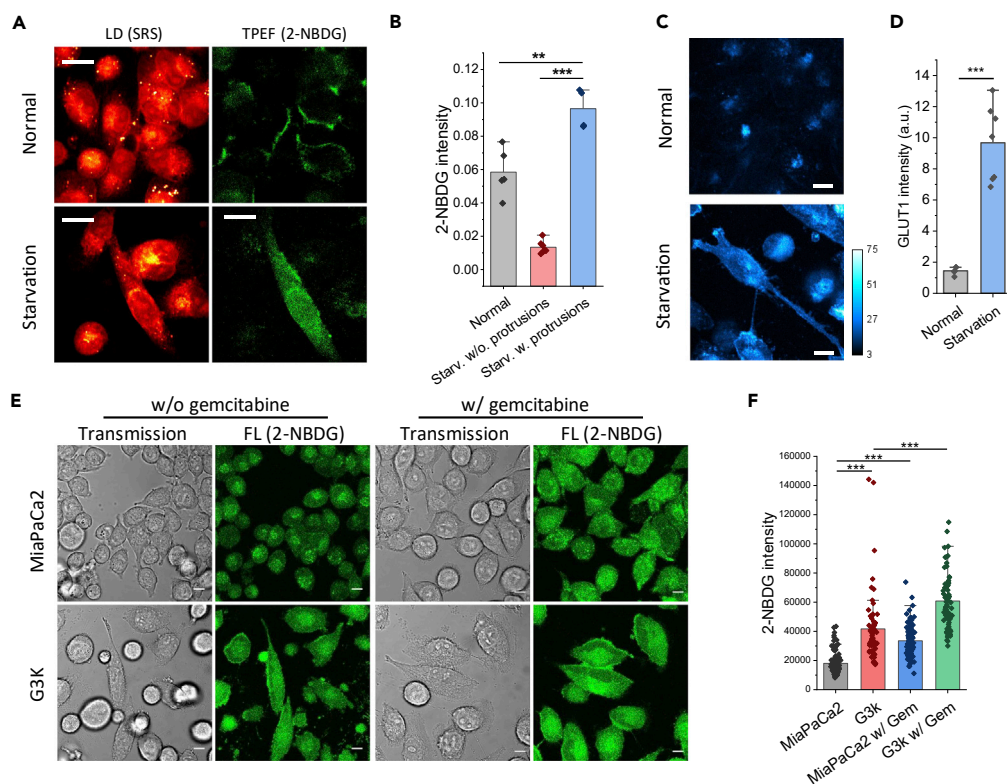 A
LD (SRS)
TPEF (2-NBDG)
Normal
Starvation
B
2-NBDG intensity
0.12
0.10
0.08
0.06
0.04
0.02
0.00
**
***
Normal
Starv. w/o. protrusions
Starv. w. protrusions
C
Normal
Starvation
75
51
27
3
D
GLUT1 intensity (a.u.)
14
12
10
8
6
4
2
0
***
Normal
Starvation
E
w/o gemcitabine
w/ gemcitabine
Transmission
FL (2-NBDG)
Transmission
FL (2-NBDG)
MiaPaCa2
G3K
F
2-NBDG intensity
160000
140000
120000
100000
80000
60000
40000
20000
0
***
***
***
MiaPaCa2
G3k
MiaPaCa2 w/ Gem
G3k w/ Gem